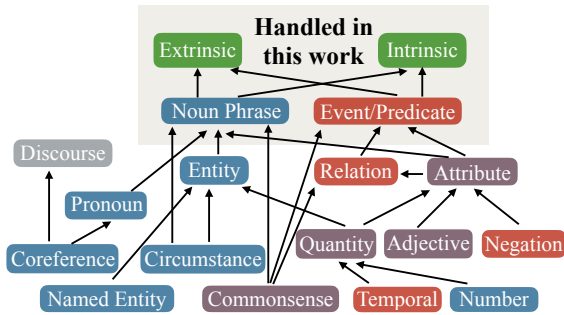 Handled in
this work
Extrinsic
Intrinsic
Noun Phrase
Event/Predicate
Discourse
Entity
Relation
Attribute
Pronoun
Coreference
Circumstance
Quantity
Adjective
Negation
Named Entity
Commonsense
Temporal
Number